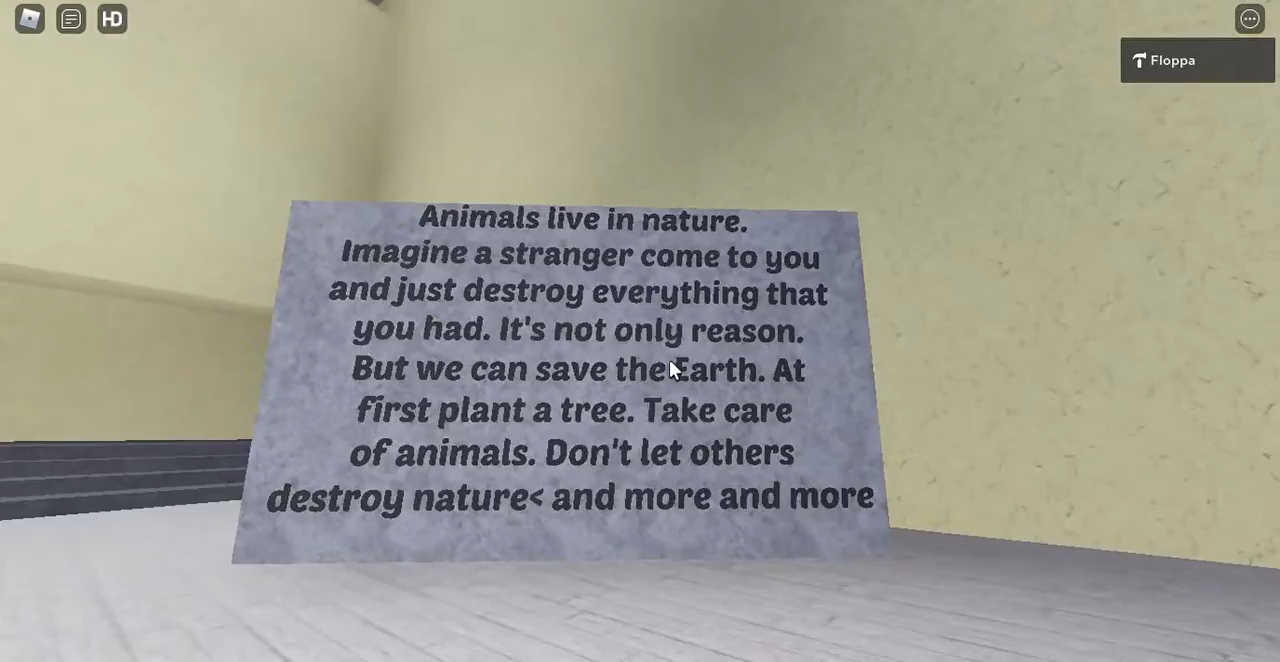 HD
Floppa
Animals live in nature.
Imagine a stranger come to you
and just destroy everything that
you had. It's not only reason.
But we can save the Earth. At
first plant a tree. Take care
of animals. Don't let others
destroy nature< and more and more